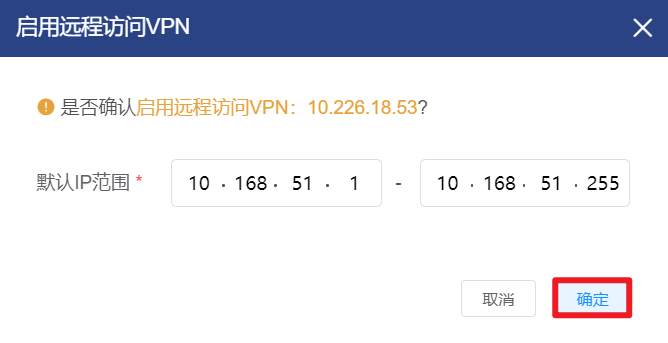 启用远程访问VPN
是否确认启用远程访问VPN：10.226.18.53?
默认IP范围 * 10 . 168 . 51 . 1 - 10 . 168 . 51 . 255
取消 确定